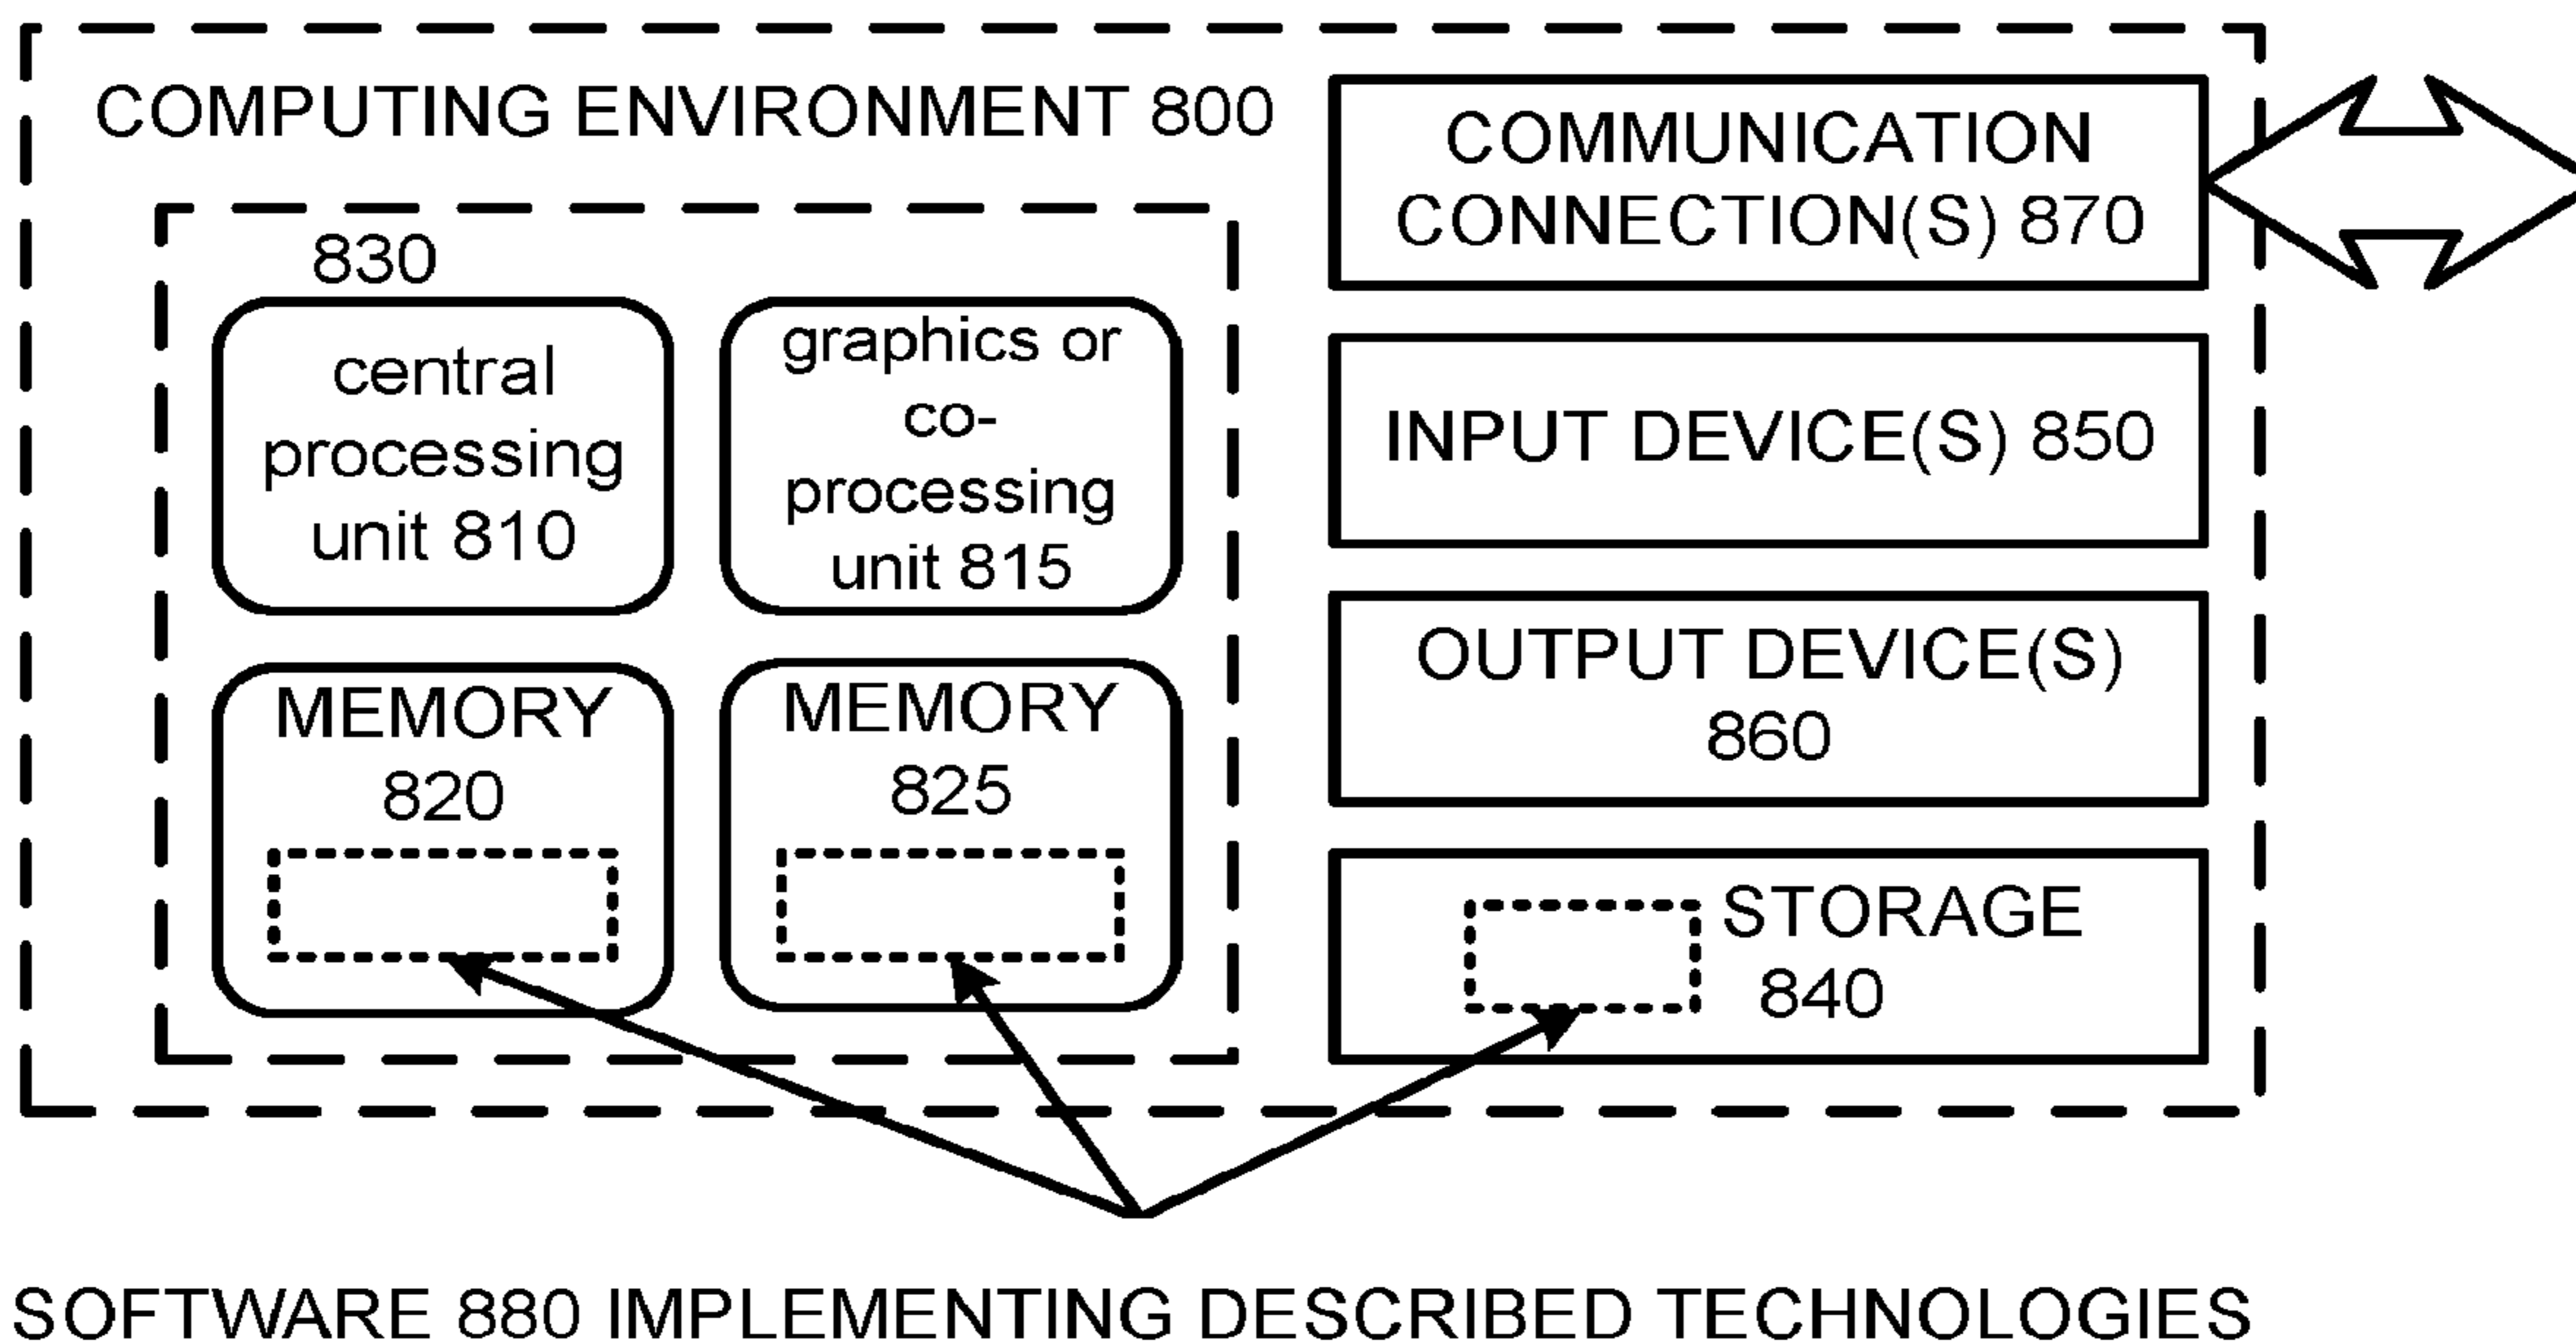 COMPUTING ENVIRONMENT 800
830
central
processing
unit 810
graphics or
co-
processing
unit 815
MEMORY
820
MEMORY
825
COMMUNICATION
CONNECTION(S) 870
INPUT DEVICE(S) 850
OUTPUT DEVICE(S)
860
STORAGE
840
SOFTWARE 880 IMPLEMENTING DESCRIBED TECHNOLOGIES